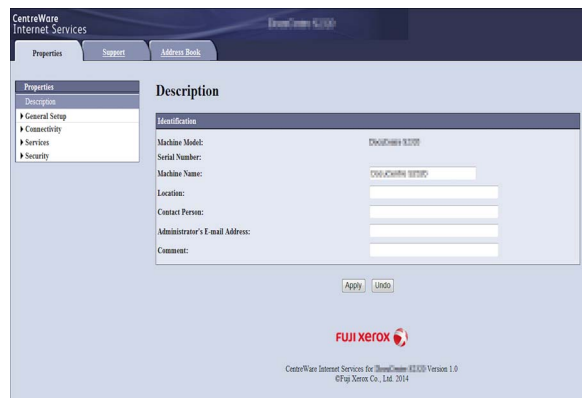 CentreWare
Internet Services
Properties
Support
Address Book
Properties
Description
General Setup
Connectivity
Services
Security
Description
Identification
Machine Model:
Serial Number:
Machine Name:
Location:
Contact Person:
Administrator's E-mail Address:
Comment:
Apply
Undo
FUJI XEROX
CentreWare Internet Services for Version 1.0
©Fuji Xerox Co., Ltd. 2014